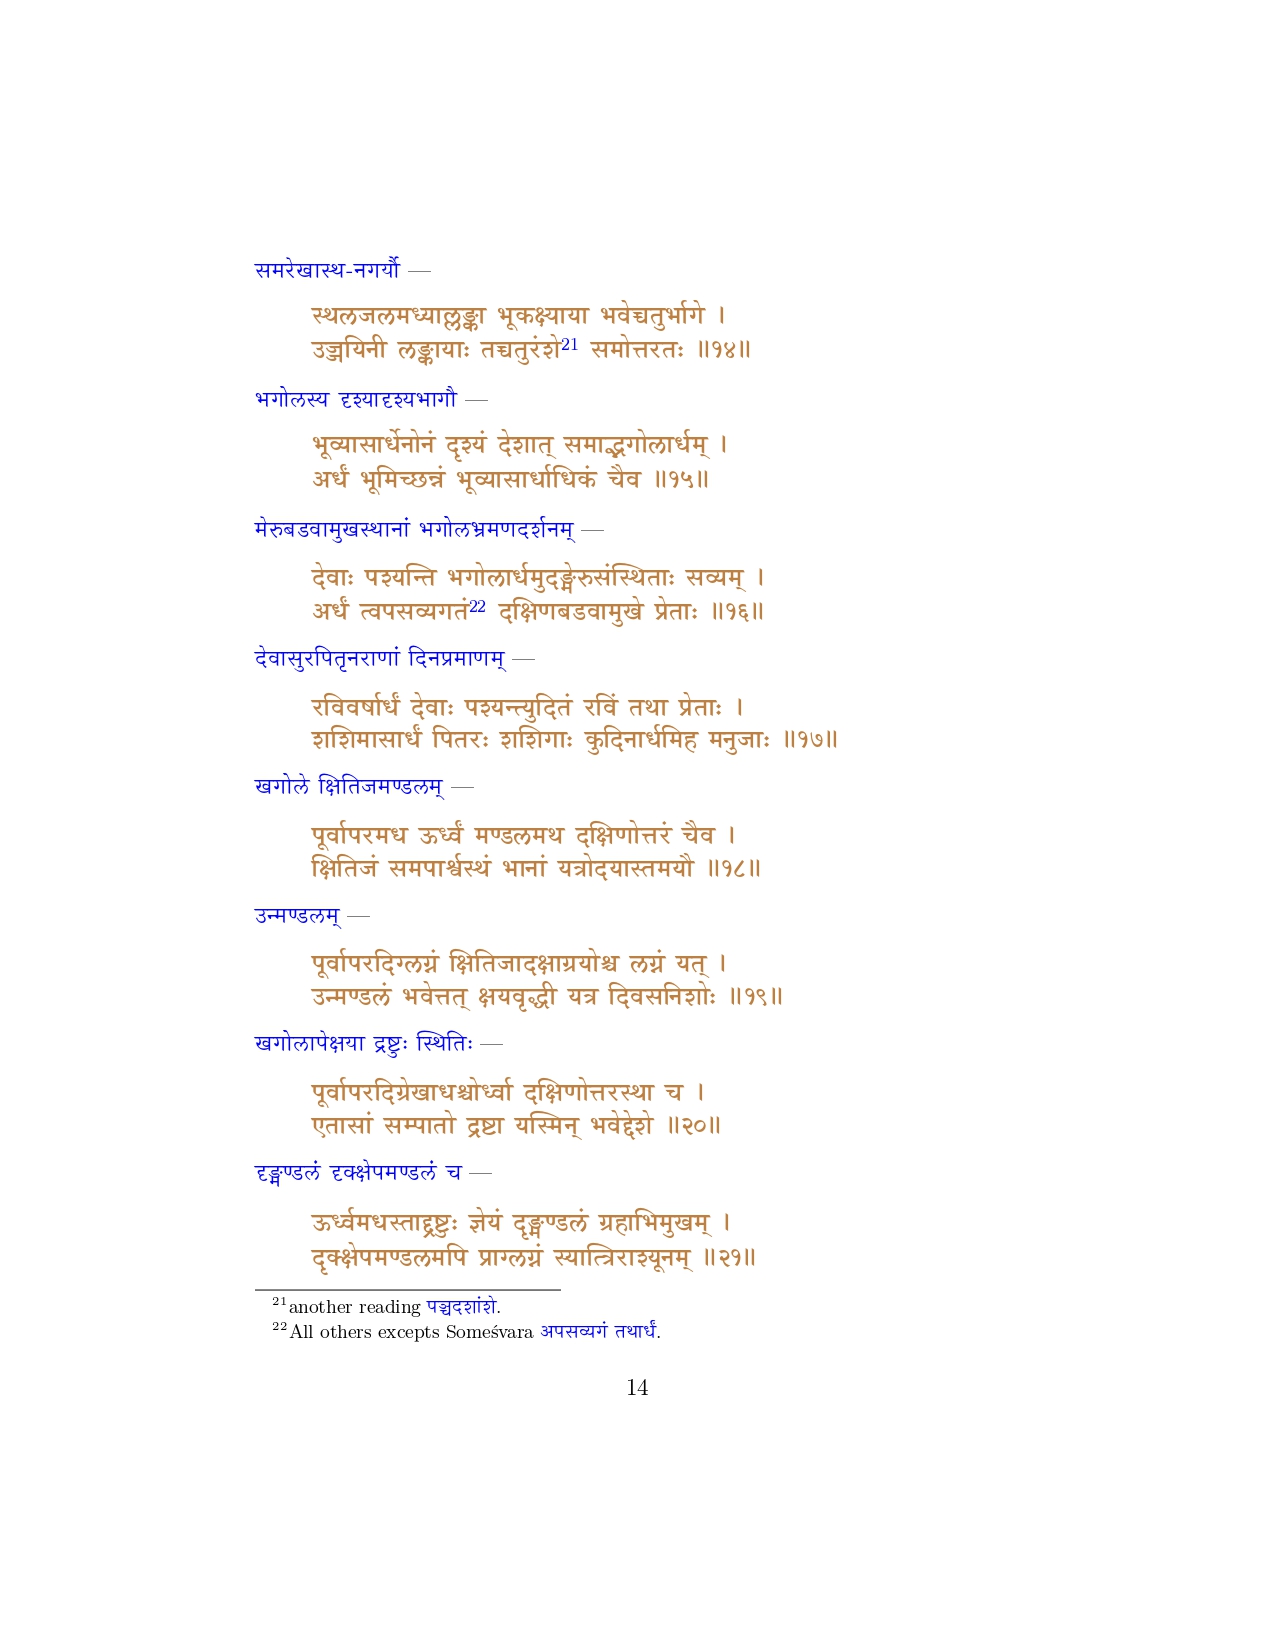 समरेखास्थ-नगर्यौ —
स्थलजलमध्याल्लङ्का भूकक्ष्याया भवेच्चतुर्भागे ।
उज्जयिनी लङ्कायाः तच्चतुरंशे21 समोत्तरतः ॥१४॥
भगोलस्य दृश्यादृश्यभागौ —
भूव्यासार्धेनोनं दृश्यं देशात् समाद्भगोलार्धम् ।
अर्धं भूमिच्छन्नं भूव्यासार्धाधिकं चैव ॥१५॥
मेरुबडवामुखस्थानां भगोलभ्रमणदर्शनम् —
देवाः पश्यन्ति भगोलार्धमुदङ्मेरुसंस्थिताः सव्यम् ।
अर्धं त्वपसव्यगतं22 दक्षिणबडवामुखे प्रेताः ॥१६॥
देवासुरपितृनराणां दिनप्रमाणम् —
रविवर्षार्धं देवाः पश्यन्त्युदितं रविं तथा प्रेताः ।
शशिमासार्धं पितरः शशिगाः कुदिनार्धमिह मनुजाः ॥१७॥
खगोले क्षितिजमण्डलम् —
पूर्वापरमध ऊर्ध्वं मण्डलमथ दक्षिणोत्तरं चैव ।
क्षितिजं समपार्श्वस्थं भानां यत्रोदयास्तमयौ ॥१८॥
उन्मण्डलम् —
पूर्वापरदिग्लग्नं क्षितिजादक्षाग्रयोश्च लग्नं यत् ।
उन्मण्डलं भवेत्तत् क्षयवृद्धी यत्र दिवसनिशोः ॥१९॥
खगोलापेक्षया द्रष्टुः स्थितिः —
पूर्वापरदिग्रेखाधश्चोर्ध्वा दक्षिणोत्तरस्था च ।
एतासां सम्पातो द्रष्टा यस्मिन् भवेद्देशे ॥२०॥
दृङ्मण्डलं दृक्क्षेपमण्डलं च —
ऊर्ध्वमधस्ताद्द्रष्टुः ज्ञेयं दृङ्मण्डलं ग्रहाभिमुखम् ।
दृक्क्षेपमण्डलमपि प्राग्लग्नं स्यात्त्रिराश्यूनम् ॥२१॥
21another reading पञ्चदशांशे.
22All others excepts Someśvara अपसव्यगं तथार्धं.
14